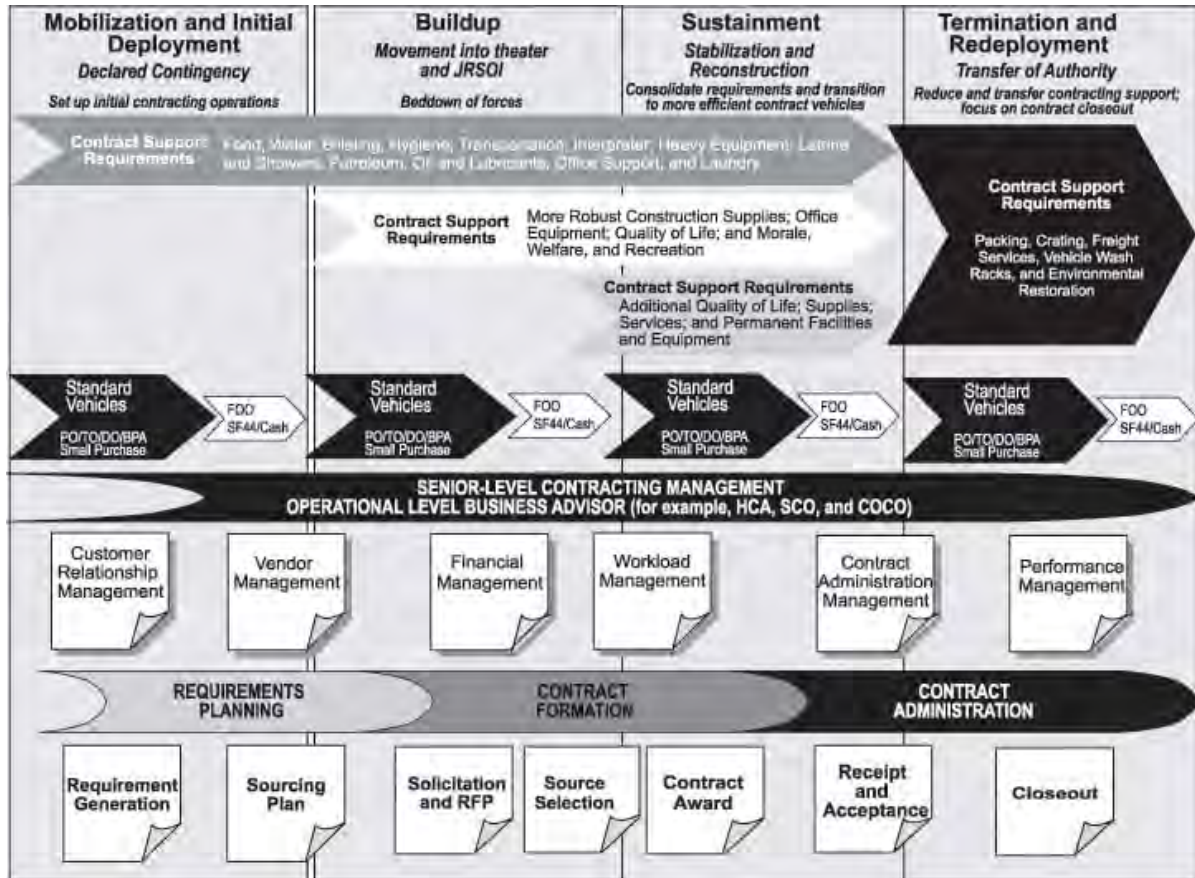 Mobilization and Initial
Deployment
Declared Contingency
Set up initial contracting operations
Buildup
Movement into theater
and JRSOI
Beddown of forces
Sustainment
Stabilization and
Reconstruction
Consolidate requirements and transition
to more efficient contract vehicles
Termination and
Redeployment
Transfer of Authority
Reduce and transfer contracting support;
focus on contract closeout
Contract Support
Requirements
Food, Water, Billeting, Hygiene, Transportation, Interpreter, Heavy Equipment, Latrine
and Showers, Petroleum, Oil and Lubricants, Office Support, and Laundry
Contract Support
Requirements
More Robust Construction Supplies; Office
Equipment; Quality of Life; and Morale,
Welfare, and Recreation
Contract Support Requirements
Additional Quality of Life; Supplies;
Services; and Permanent Facilities
and Equipment
Contract Support
Requirements
Packing, Crating, Freight
Services, Vehicle Wash
Racks, and Environmental
Restoration
Standard
Vehicles
PO/TO/DO/BPA
Small Purchase
FOO
SF44/Cash
Standard
Vehicles
PO/TO/DO/BPA
Small Purchase
FOO
SF44/Cash
Standard
Vehicles
PO/TO/DO/BPA
Small Purchase
FOO
SF44/Cash
Standard
Vehicles
PO/TO/DO/BPA
Small Purchase
FOO
SF44/Cash
SENIOR-LEVEL CONTRACTING MANAGEMENT
OPERATIONAL LEVEL BUSINESS ADVISOR (for example, HCA, SCO, and COCO)
Customer
Relationship
Management
Vendor
Management
Financial
Management
Workload
Management
Contract
Administration
Management
Performance
Management
REQUIREMENTS
PLANNING
CONTRACT
FORMATION
CONTRACT
ADMINISTRATION
Requirement
Generation
Sourcing
Plan
Solicitation
and RFP
Source
Selection
Contract
Award
Receipt
and
Acceptance
Closeout